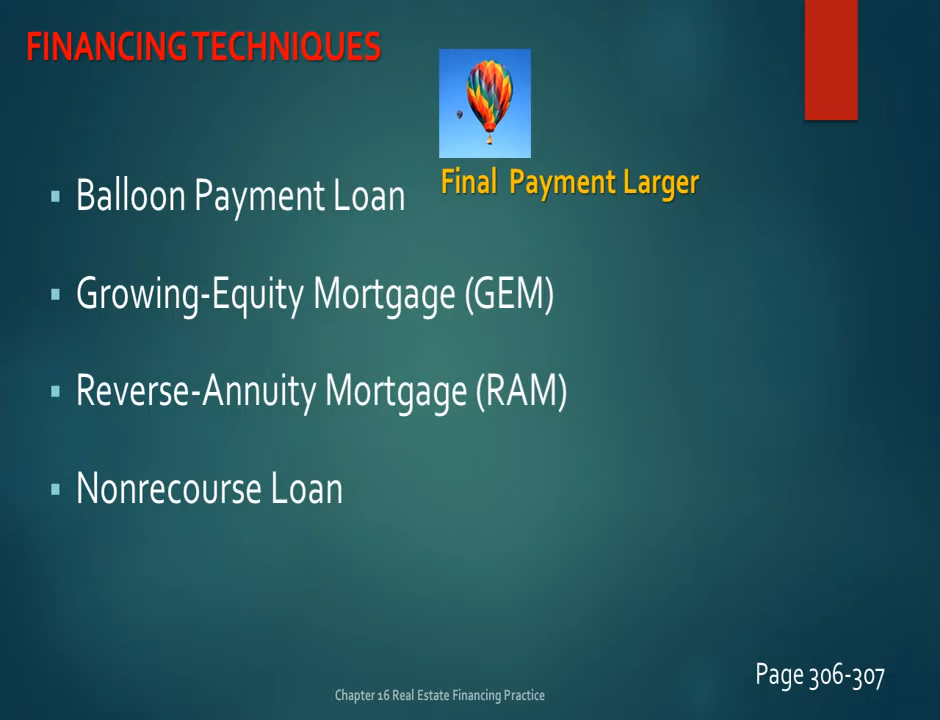 FINANCING TECHNIQUES
Balloon Payment Loan
Final Payment Larger
Growing-Equity Mortgage (GEM)
Reverse-Annuity Mortgage (RAM)
Nonrecourse Loan
Page 306-307
Chapter 16 Real Estate Financing Practice